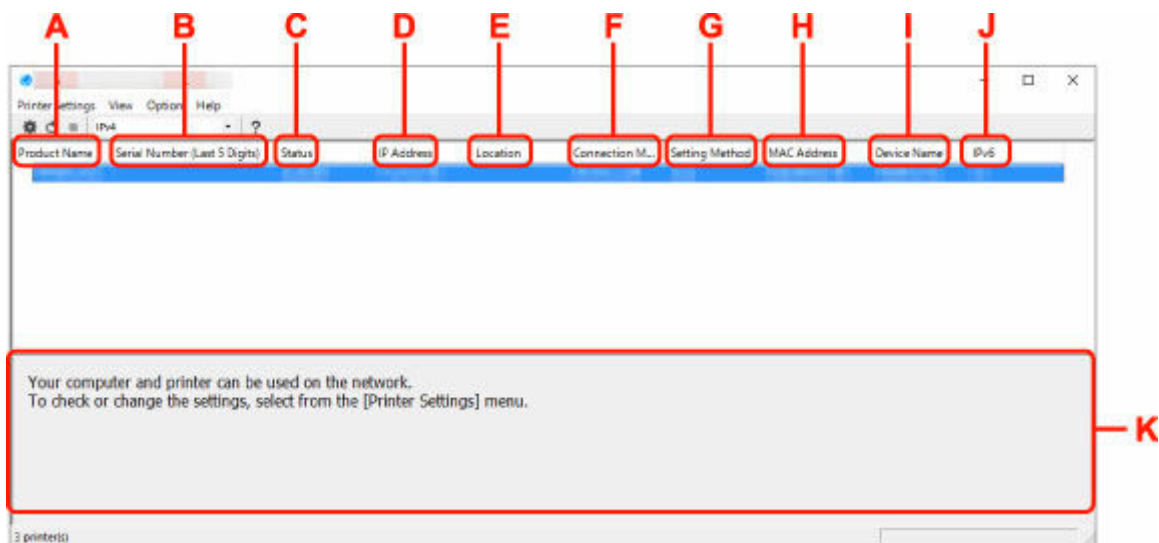 A B C D E F G H I J
Printer Settings View Option Help
IPv4 ?
Product Name Serial Number (Last 5 Digits) Status IP Address Location Connection M... Setting Method MAC Address Device Name IPv6
Your computer and printer can be used on the network.
To check or change the settings, select from the [Printer Settings] menu.
K
3 printer(s)